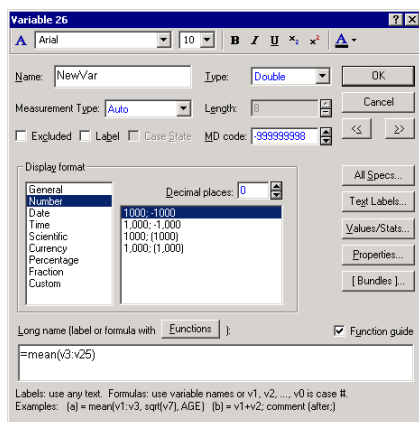 Variable 26
A Arial 10 B I U x₂ x² A
Name: NewVar Type: Double OK
Measurement Type: Auto Length: 8 Cancel
Excluded Label Case State MD code: -999999998 << >>
Display format
General
Number
Date
Time
Scientific
Currency
Percentage
Fraction
Custom
Decimal places: 0
1000; -1000
1,000; -1,000
1000; (1000)
1,000; (1,000)
All Specs...
Text Labels...
Values/Stats...
Properties...
[ Bundles ]...
Long name (label or formula with Functions ): Function guide
=mean(v3:v25)
Labels: use any text. Formulas: use variable names or v1, v2, ..., v0 is case #.
Examples: (a) = mean(v1:v3, sqrt(v7), AGE) (b) = v1+v2; comment (after;)